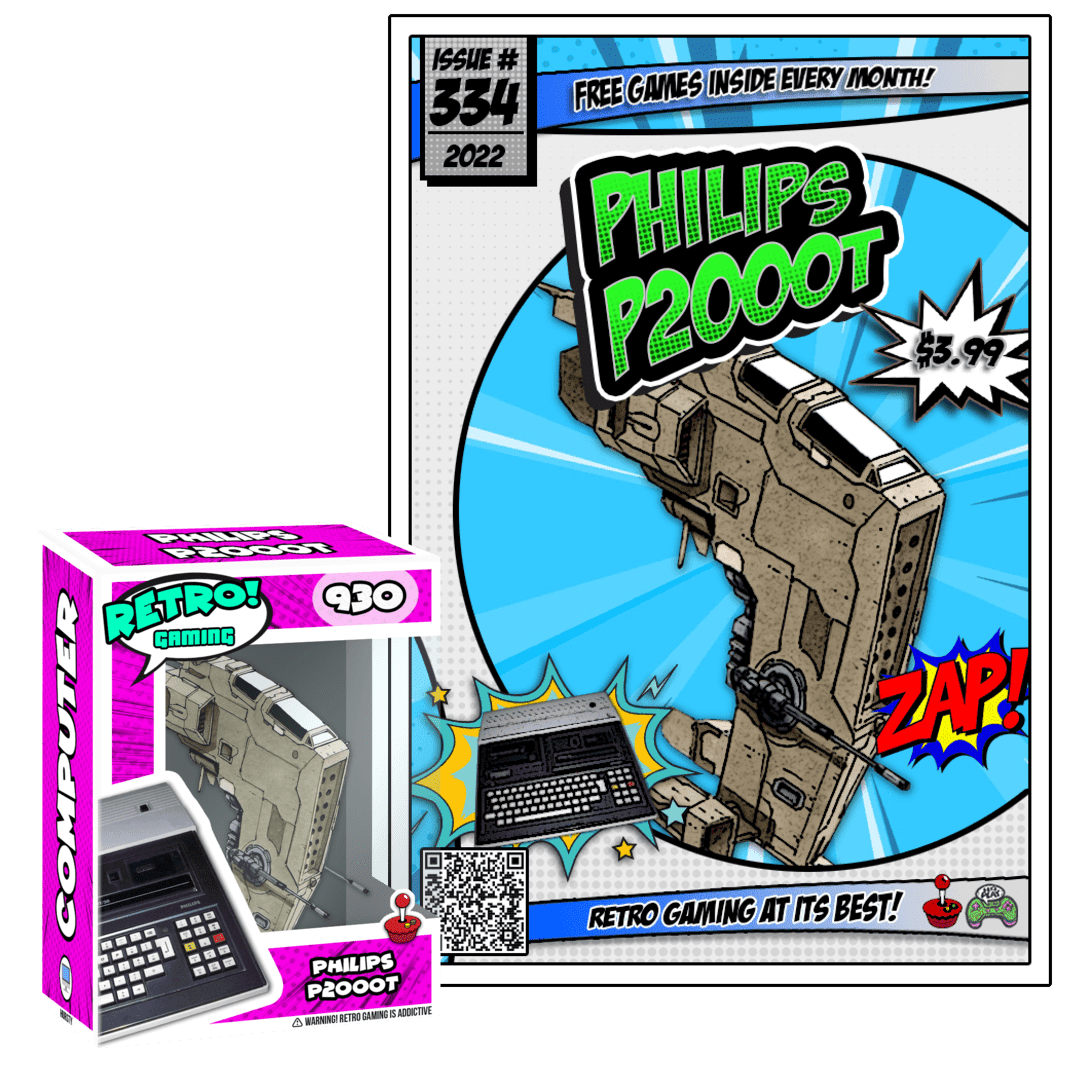 ISSUE #
334
2022
FREE GAMES INSIDE EVERY MONTH!
PHILIPS
P2000T
$3.99
ZAP!
RETRO GAMING AT ITS BEST!
PHILIPS
P2000T
RETRO!
GAMING
930
COMPUTER
PHILIPS
PHILIPS
P2000T
⚠ WARNING! RETRO GAMING IS ADDICTIVE